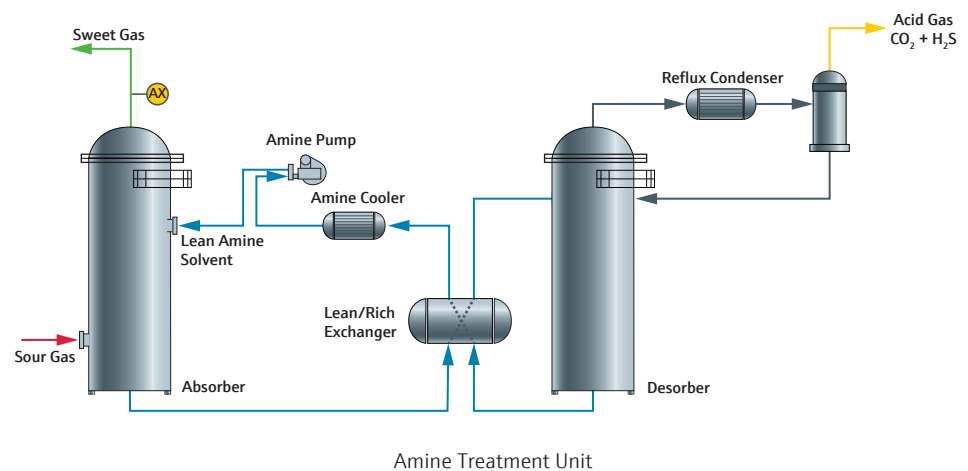 Sweet Gas
AX
Acid Gas
CO₂ + H₂S
Reflux Condenser
Amine Pump
Amine Cooler
Lean Amine
Solvent
Lean/Rich
Exchanger
Sour Gas
Absorber
Desorber
Amine Treatment Unit